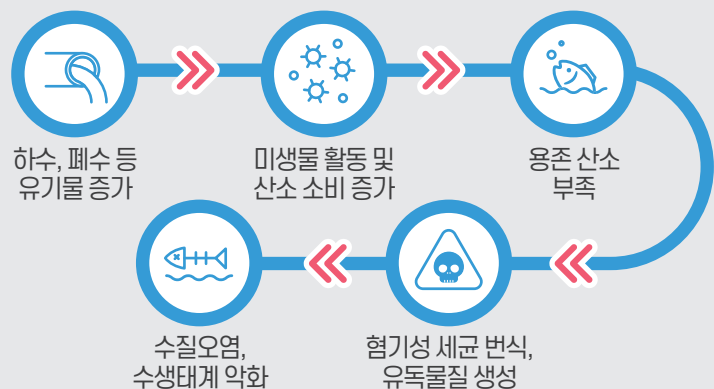 하수, 폐수 등
유기물 증가
미생물 활동 및
산소 소비 증가
용존 산소
부족
혐기성 세균 번식,
유독물질 생성
수질오염,
수생태계 악화